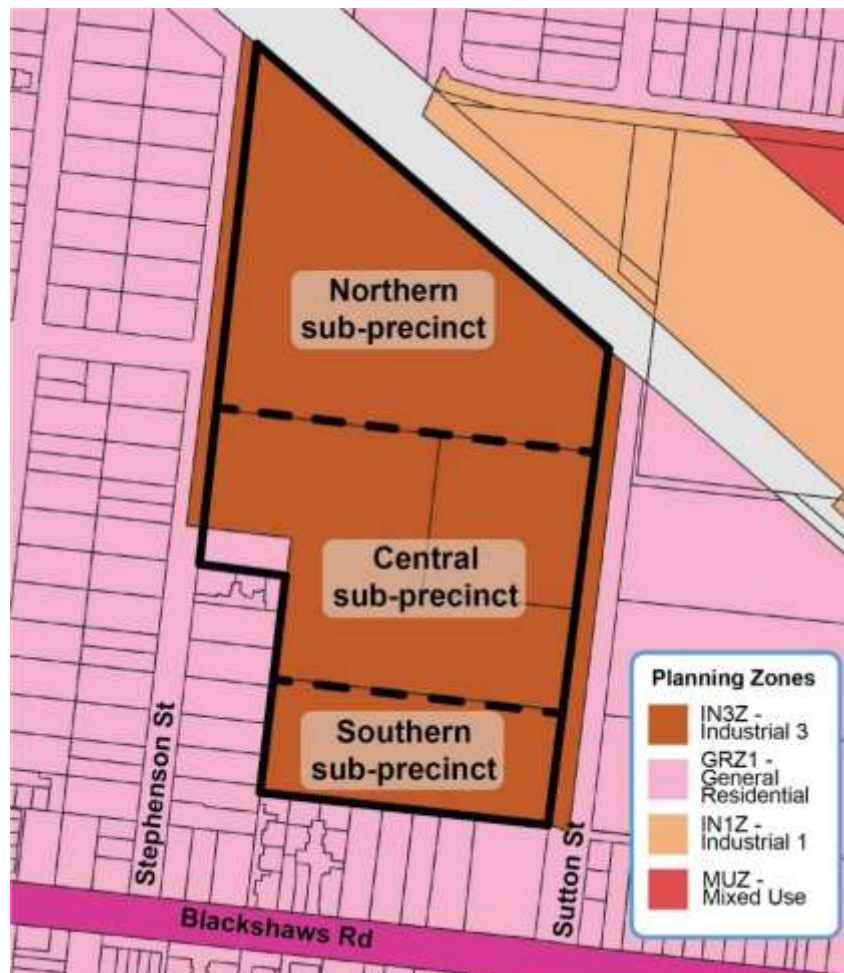 Northern
sub-precinct
Central
sub-precinct
Southern
sub-precinct
Stephenson St
Sutton St
Blackshaws Rd
Planning Zones
IN3Z -
Industrial 3
GRZ1 -
General
Residential
IN1Z -
Industrial 1
MUZ -
Mixed Use